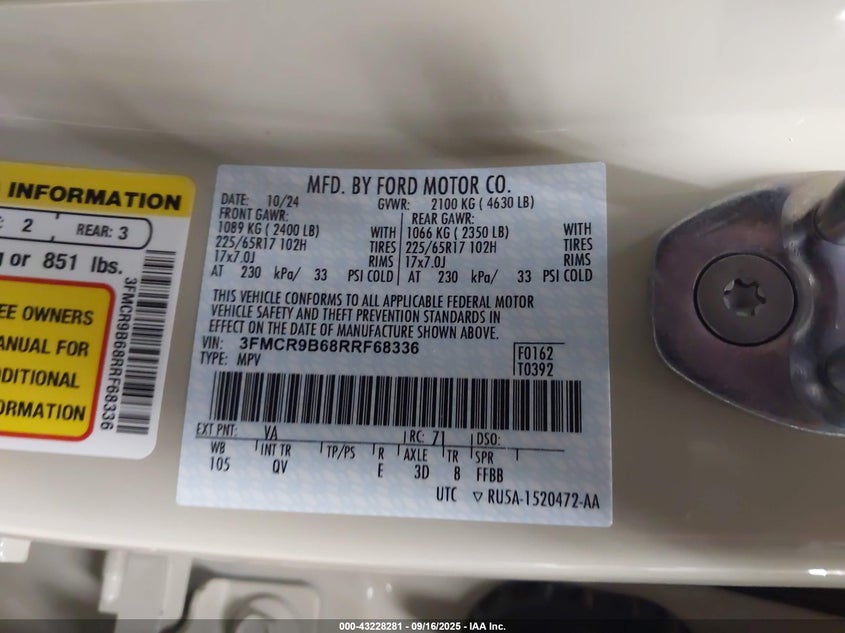 INFORMATION
2 REAR: 3
or 851 lbs.
OWNERS
MANUAL FOR
3FMCR9B68RRF68336
MFD. BY FORD MOTOR CO.
DATE: 10/24 GVWR: 2100 KG ( 4630 LB)
FRONT GAWR: REAR GAWR:
1089 KG ( 2400 LB) WITH 1066 KG ( 2350 LB) WITH
225/65R17 102H TIRES 225/65R17 102H TIRES
17x7.0J RIMS 17x7.0J RIMS
AT 230 kPa/ 33 PSI COLD AT 230 kPa/ 33 PSI COLD
THIS VEHICLE CONFORMS TO ALL APPLICABLE FEDERAL MOTOR
VEHICLE SAFETY AND THEFT PREVENTION STANDARDS IN
EFFECT ON THE DATE OF MANUFACTURE SHOWN ABOVE.
VIN: 3FMCR9B68RRF68336 F0162
TYPE: MPV T0392
EXT PNT: VA RC: 71 DSO:
WB INT TR TP/PS R AXLE TR SPR
105 QV E 3D 8 FFBB
UTC ▽ RU5A-1520472-AA
000-43228281 - 09/16/2025 - IAA Inc.